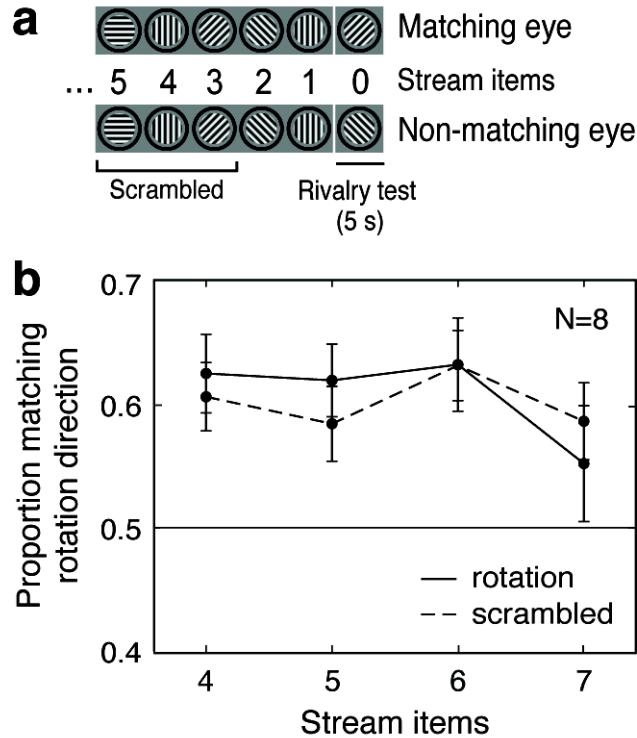 a
Matching eye
... 5 4 3 2 1 0 Stream items
Non-matching eye
Scrambled
Rivalry test
(5 s)
b
0.7
N=8
Proportion matching
rotation direction
0.6
0.5
rotation
scrambled
0.4
4 5 6 7
Stream items